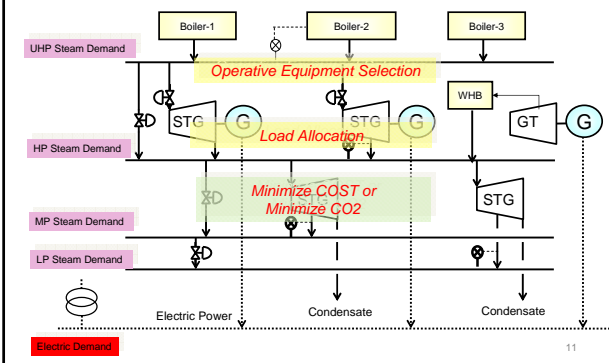 Boiler-1
Boiler-2
Boiler-3
UHP Steam Demand
Operative Equipment Selection
WHB
STG
G
STG
G
GT
G
Load Allocation
HP Steam Demand
Minimize COST or
Minimize CO2
STG
STG
MP Steam Demand
LP Steam Demand
Electric Power
Condensate
Condensate
Electric Demand
11